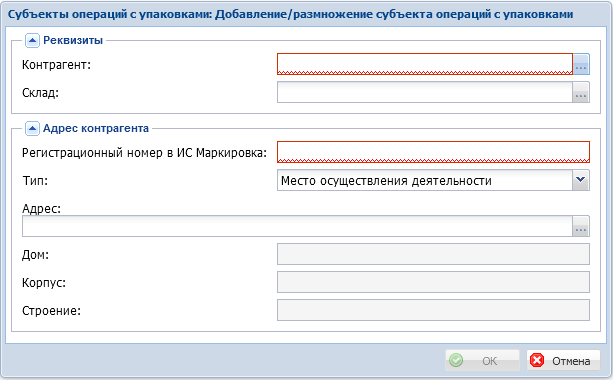 Субъекты операций с упаковками: Добавление/размножение субъекта операций с упаковками
Реквизиты
Контрагент:
...
Склад:
...
Адрес контрагента
Регистрационный номер в ИС Маркировка:
Тип:
Место осуществления деятельности
Адрес:
...
Дом:
Корпус:
Строение:
OK
Отмена